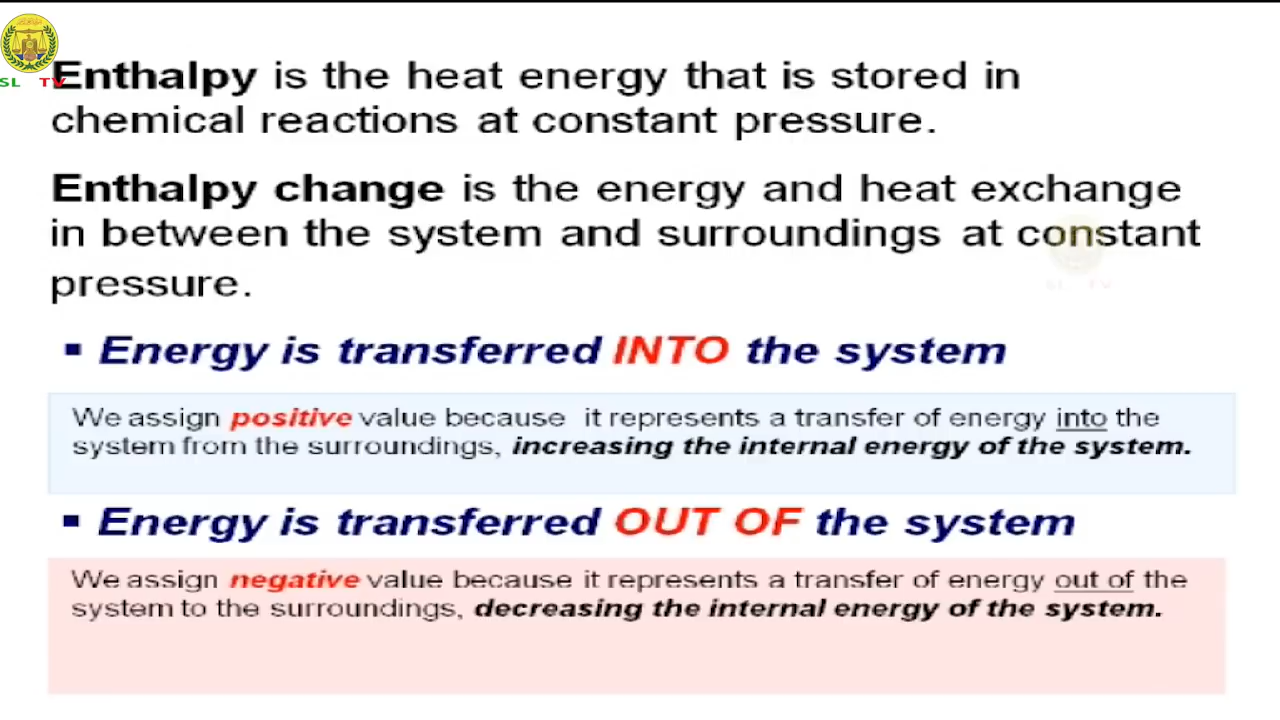 SL TV
Enthalpy is the heat energy that is stored in
chemical reactions at constant pressure.
Enthalpy change is the energy and heat exchange
in between the system and surroundings at constant
pressure.
SL TV
▪ Energy is transferred INTO the system
We assign positive value because it represents a transfer of energy into the
system from the surroundings, increasing the internal energy of the system.
▪ Energy is transferred OUT OF the system
We assign negative value because it represents a transfer of energy out of the
system to the surroundings, decreasing the internal energy of the system.